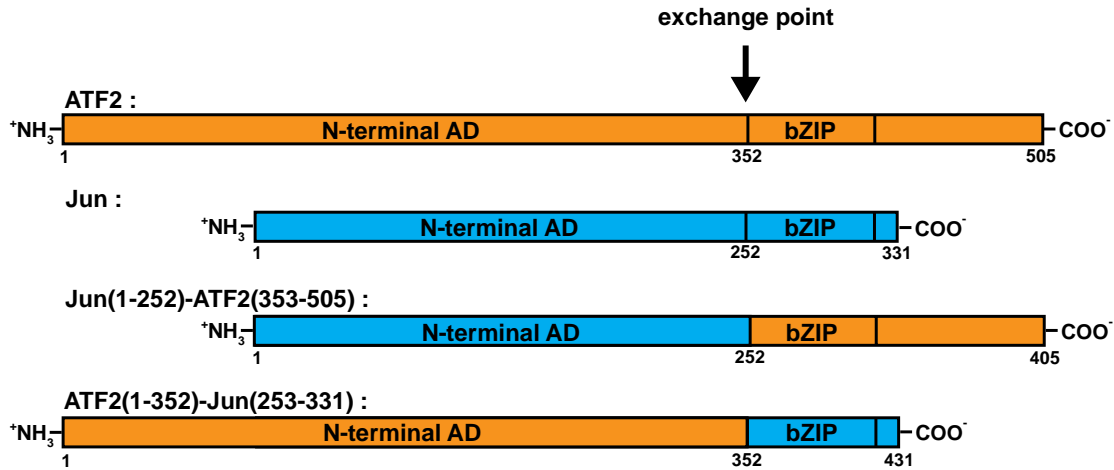 exchange point
ATF2 :
⁺NH₃ N-terminal AD bZIP COO⁻
1 352 505
Jun :
⁺NH₃ N-terminal AD bZIP COO⁻
1 252 331
Jun(1-252)-ATF2(353-505) :
⁺NH₃ N-terminal AD bZIP COO⁻
1 252 405
ATF2(1-352)-Jun(253-331) :
⁺NH₃ N-terminal AD bZIP COO⁻
1 352 431